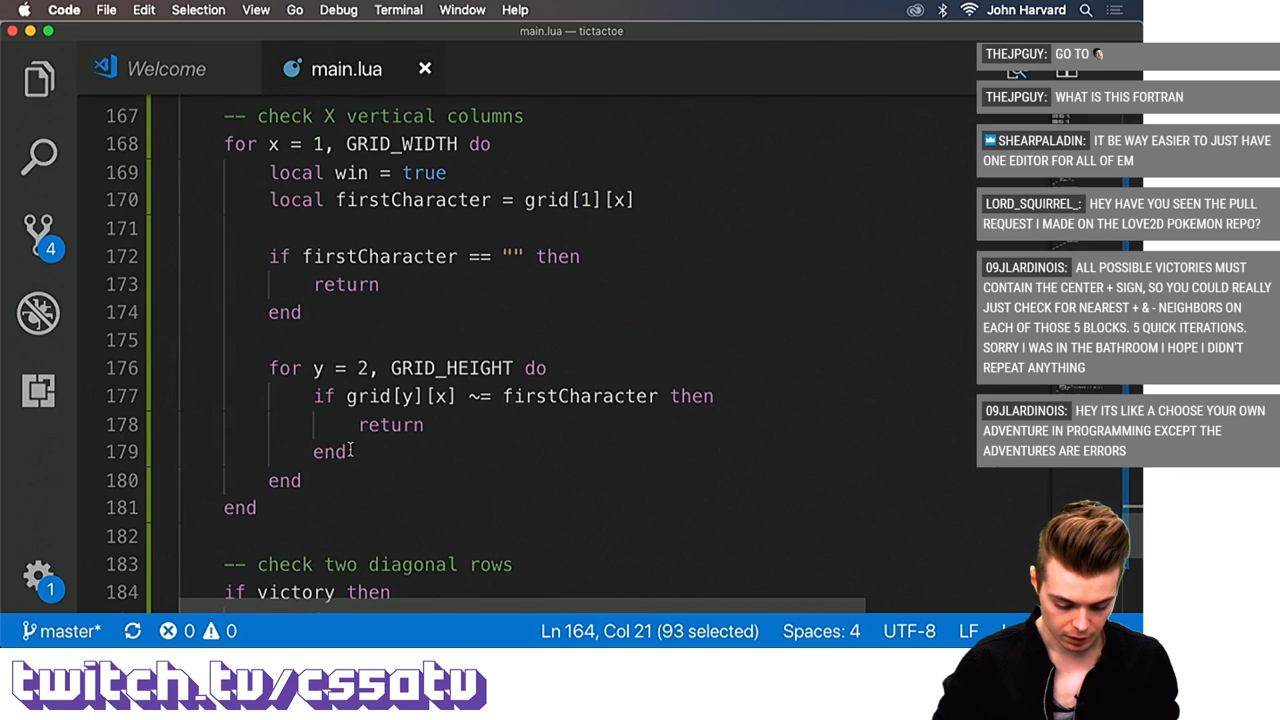 Code File Edit Selection View Go Debug Terminal Window Help John Harvard
main.lua — tictactoe
Welcome main.lua
167 -- check X vertical columns
168 for x = 1, GRID_WIDTH do
169 local win = true
170 local firstCharacter = grid[1][x]
171
172 if firstCharacter == "" then
173 return
174 end
175
176 for y = 2, GRID_HEIGHT do
177 if grid[y][x] ~= firstCharacter then
178 return
179 end
180 end
181 end
182
183 -- check two diagonal rows
184 if victory then
4
1
master* 0 0 Ln 164, Col 21 (93 selected) Spaces: 4 UTF-8 LF
THEJPGUY: GO TO
THEJPGUY: WHAT IS THIS FORTRAN
SHEARPALADIN: IT BE WAY EASIER TO JUST HAVE
ONE EDITOR FOR ALL OF EM
LORD_SQUIRREL_: HEY HAVE YOU SEEN THE PULL
REQUEST I MADE ON THE LOVE2D POKEMON REPO?
09JLARDINOIS: ALL POSSIBLE VICTORIES MUST
CONTAIN THE CENTER + SIGN, SO YOU COULD REALLY
JUST CHECK FOR NEAREST + & - NEIGHBORS ON
EACH OF THOSE 5 BLOCKS. 5 QUICK ITERATIONS.
SORRY I WAS IN THE BATHROOM I HOPE I DIDN'T
REPEAT ANYTHING
09JLARDINOIS: HEY ITS LIKE A CHOOSE YOUR OWN
ADVENTURE IN PROGRAMMING EXCEPT THE
ADVENTURES ARE ERRORS
twitch.tv/cs50tv